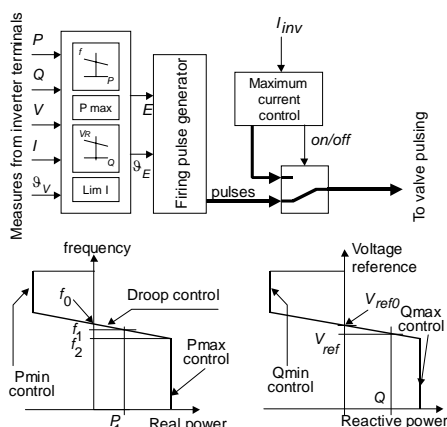 Measures from inverter terminals
P
Q
V
I
ϑV
f
P
P max
VR
Q
Lim I
E
ϑE
Firing pulse generator
pulses
Iinv
Maximum
current
control
on/off
To valve pulsing
frequency
f0
f1
f2
Droop control
Pmin
control
Pmax
control
Real power
Voltage
reference
Vref0
Vref
Qmin
control
Qmax
control
Q
Reactive power